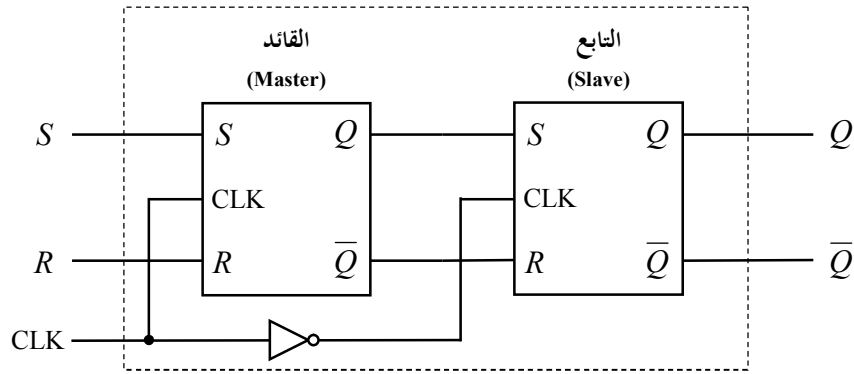 القائد التابع
(Master) (Slave)
S S Q S Q Q
CLK CLK
R R Q̅ R Q̅ Q̅
CLK